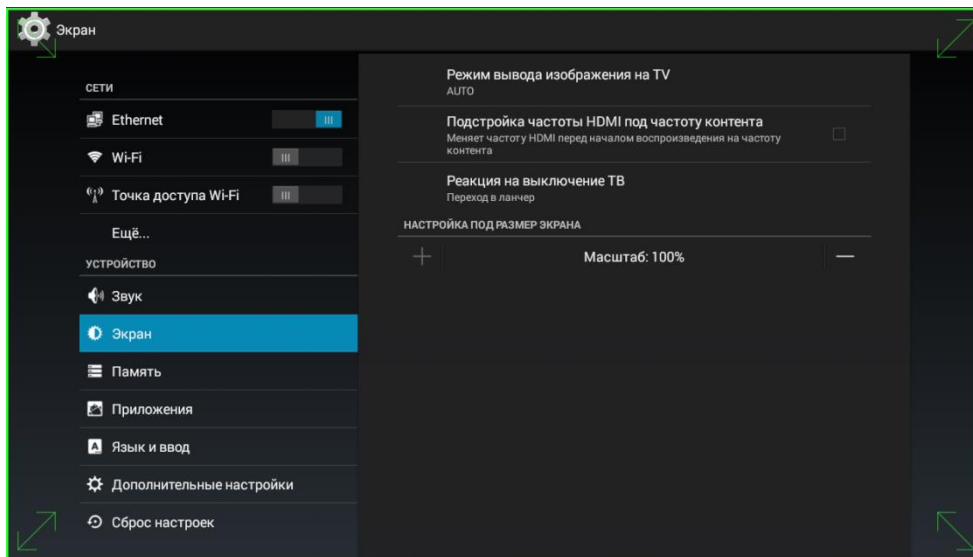 Экран
СЕТИ
Ethernet
Wi-Fi
Точка доступа Wi-Fi
Ещё...
УСТРОЙСТВО
Звук
Экран
Память
Приложения
Язык и ввод
Дополнительные настройки
Сброс настроек
Режим вывода изображения на TV
AUTO
Подстройка частоты HDMI под частоту контента
Меняет частоту HDMI перед началом воспроизведения на частоту
контента
Реакция на выключение ТВ
Переход в ланчер
НАСТРОЙКА ПОД РАЗМЕР ЭКРАНА
Масштаб: 100%